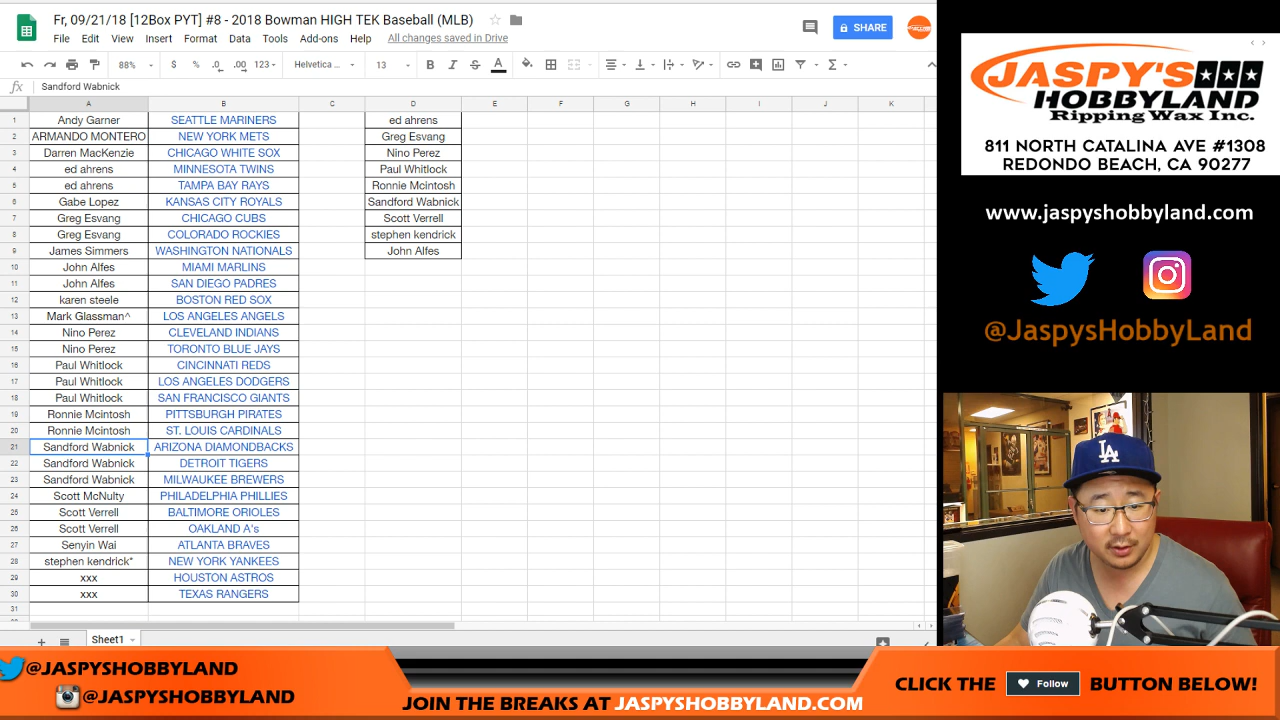 Fr, 09/21/18 [12Box PYT] #8 - 2018 Bowman HIGH TEK Baseball (MLB)
File Edit View Insert Format Data Tools Add-ons Help All changes saved in Drive
SHARE
88% $ % .0 .00 123 Helvetica ... 13 B I S A
fx Sandford Wabnick
A B C D E F G H I J K
1 Andy Garner SEATTLE MARINERS ed ahrens
2 ARMANDO MONTERO NEW YORK METS Greg Esvang
3 Darren MacKenzie CHICAGO WHITE SOX Nino Perez
4 ed ahrens MINNESOTA TWINS Paul Whitlock
5 ed ahrens TAMPA BAY RAYS Ronnie Mcintosh
6 Gabe Lopez KANSAS CITY ROYALS Sandford Wabnick
7 Greg Esvang CHICAGO CUBS Scott Verrell
8 Greg Esvang COLORADO ROCKIES stephen kendrick
9 James Simmers WASHINGTON NATIONALS John Alfes
10 John Alfes MIAMI MARLINS
11 John Alfes SAN DIEGO PADRES
12 karen steele BOSTON RED SOX
13 Mark Glassman^ LOS ANGELES ANGELS
14 Nino Perez CLEVELAND INDIANS
15 Nino Perez TORONTO BLUE JAYS
16 Paul Whitlock CINCINNATI REDS
17 Paul Whitlock LOS ANGELES DODGERS
18 Paul Whitlock SAN FRANCISCO GIANTS
19 Ronnie Mcintosh PITTSBURGH PIRATES
20 Ronnie Mcintosh ST. LOUIS CARDINALS
21 Sandford Wabnick ARIZONA DIAMONDBACKS
22 Sandford Wabnick DETROIT TIGERS
23 Sandford Wabnick MILWAUKEE BREWERS
24 Scott McNulty PHILADELPHIA PHILLIES
25 Scott Verrell BALTIMORE ORIOLES
26 Scott Verrell OAKLAND A's
27 Senyin Wai ATLANTA BRAVES
28 stephen kendrick* NEW YORK YANKEES
29 xxx HOUSTON ASTROS
30 xxx TEXAS RANGERS
31
Sheet1
JASPY'S
HOBBYLAND
Ripping Wax Inc.
811 NORTH CATALINA AVE #1308
REDONDO BEACH, CA 90277
www.jaspyshobbyland.com
@JaspysHobbyLand
LA
@JASPYHOBBYLAND
@JASPYSHOBBYLAND
JOIN THE BREAKS AT JASPYSHOBBYLAND.COM
CLICK THE Follow BUTTON BELOW!